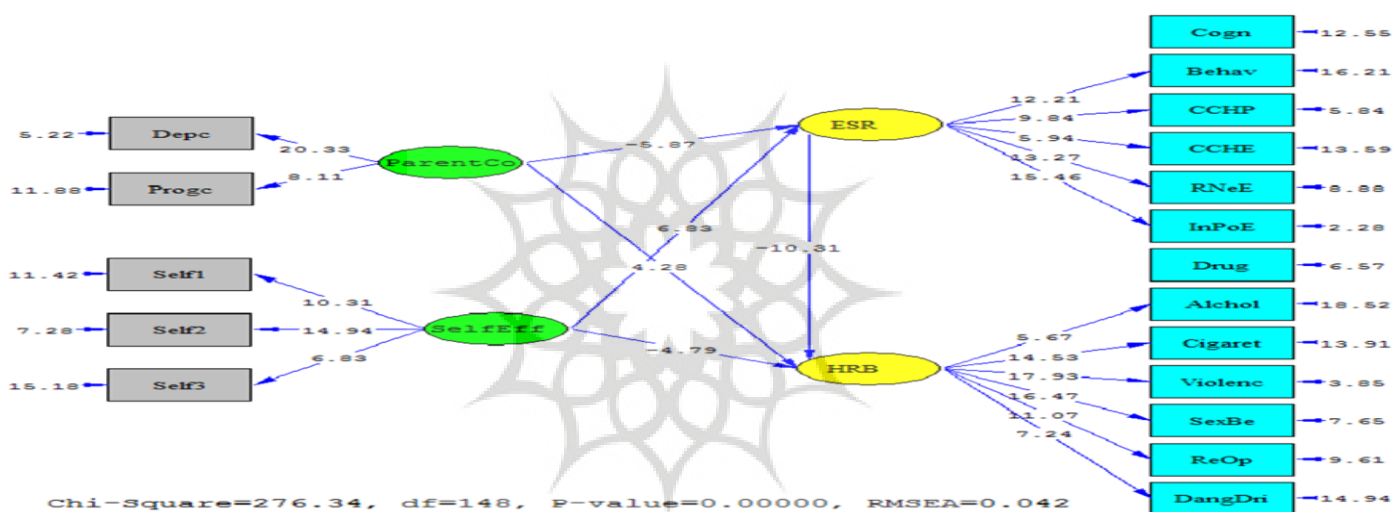 Cogn
12.55
Behav
16.21
12.21
ESR
CCHP
5.84
9.84
5.22
Depc
20.33
-5.87
CCHE
13.59
5.94
ParentCo
Progc
11.88
8.11
RNeE
8.88
13.27
15.46
InPoE
2.28
6.83
-10.31
Drug
6.57
4.28
Self1
11.42
10.31
Alchol
18.52
5.67
Self2
7.28
14.94
SelfEff
-4.79
Cigaret
13.91
14.53
HRB
Self3
15.18
6.83
Violenc
3.85
17.93
16.47
SexBe
7.65
11.07
7.24
ReOp
9.61
DangDri
14.94
Chi-Square=276.34, df=148, P-value=0.00000, RMSEA=0.042